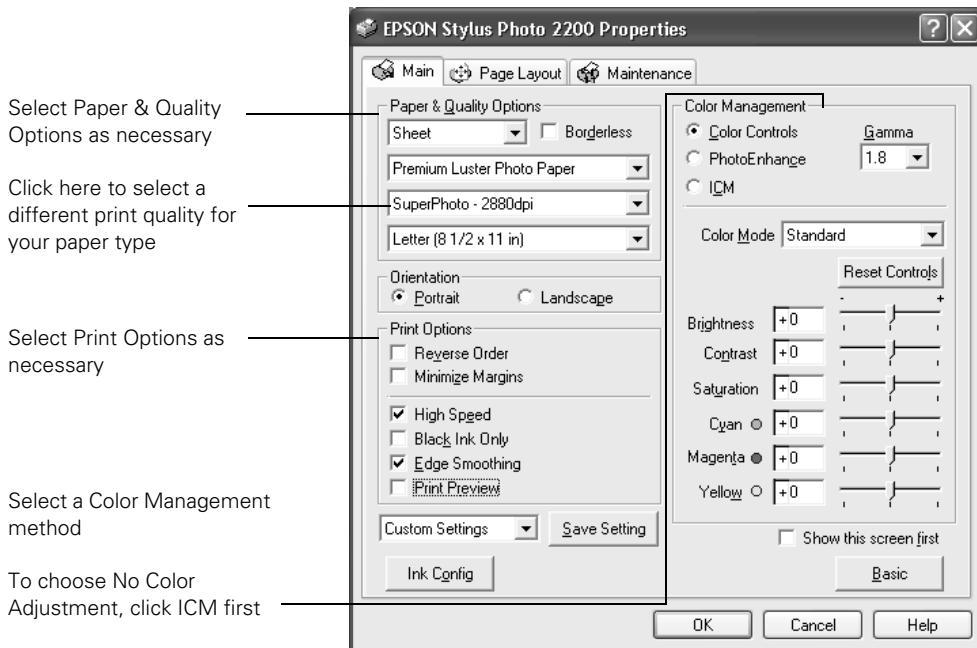 EPSON Stylus Photo 2200 Properties
Main
Page Layout
Maintenance
Select Paper & Quality
Options as necessary
Click here to select a
different print quality for
your paper type
Select Print Options as
necessary
Select a Color Management
method
To choose No Color
Adjustment, click ICM first
Paper & Quality Options
Sheet
Borderless
Premium Luster Photo Paper
SuperPhoto - 2880dpi
Letter (8 1/2 x 11 in)
Orientation
Portrait
Landscape
Print Options
Reverse Order
Minimize Margins
High Speed
Black Ink Only
Edge Smoothing
Print Preview
Custom Settings
Save Setting
Ink Config
Color Management
Color Controls
Gamma
PhotoEnhance
1.8
ICM
Color Mode Standard
Reset Controls
- +
Brightness +0
Contrast +0
Saturation +0
Cyan +0
Magenta +0
Yellow +0
Show this screen first
Basic
OK
Cancel
Help